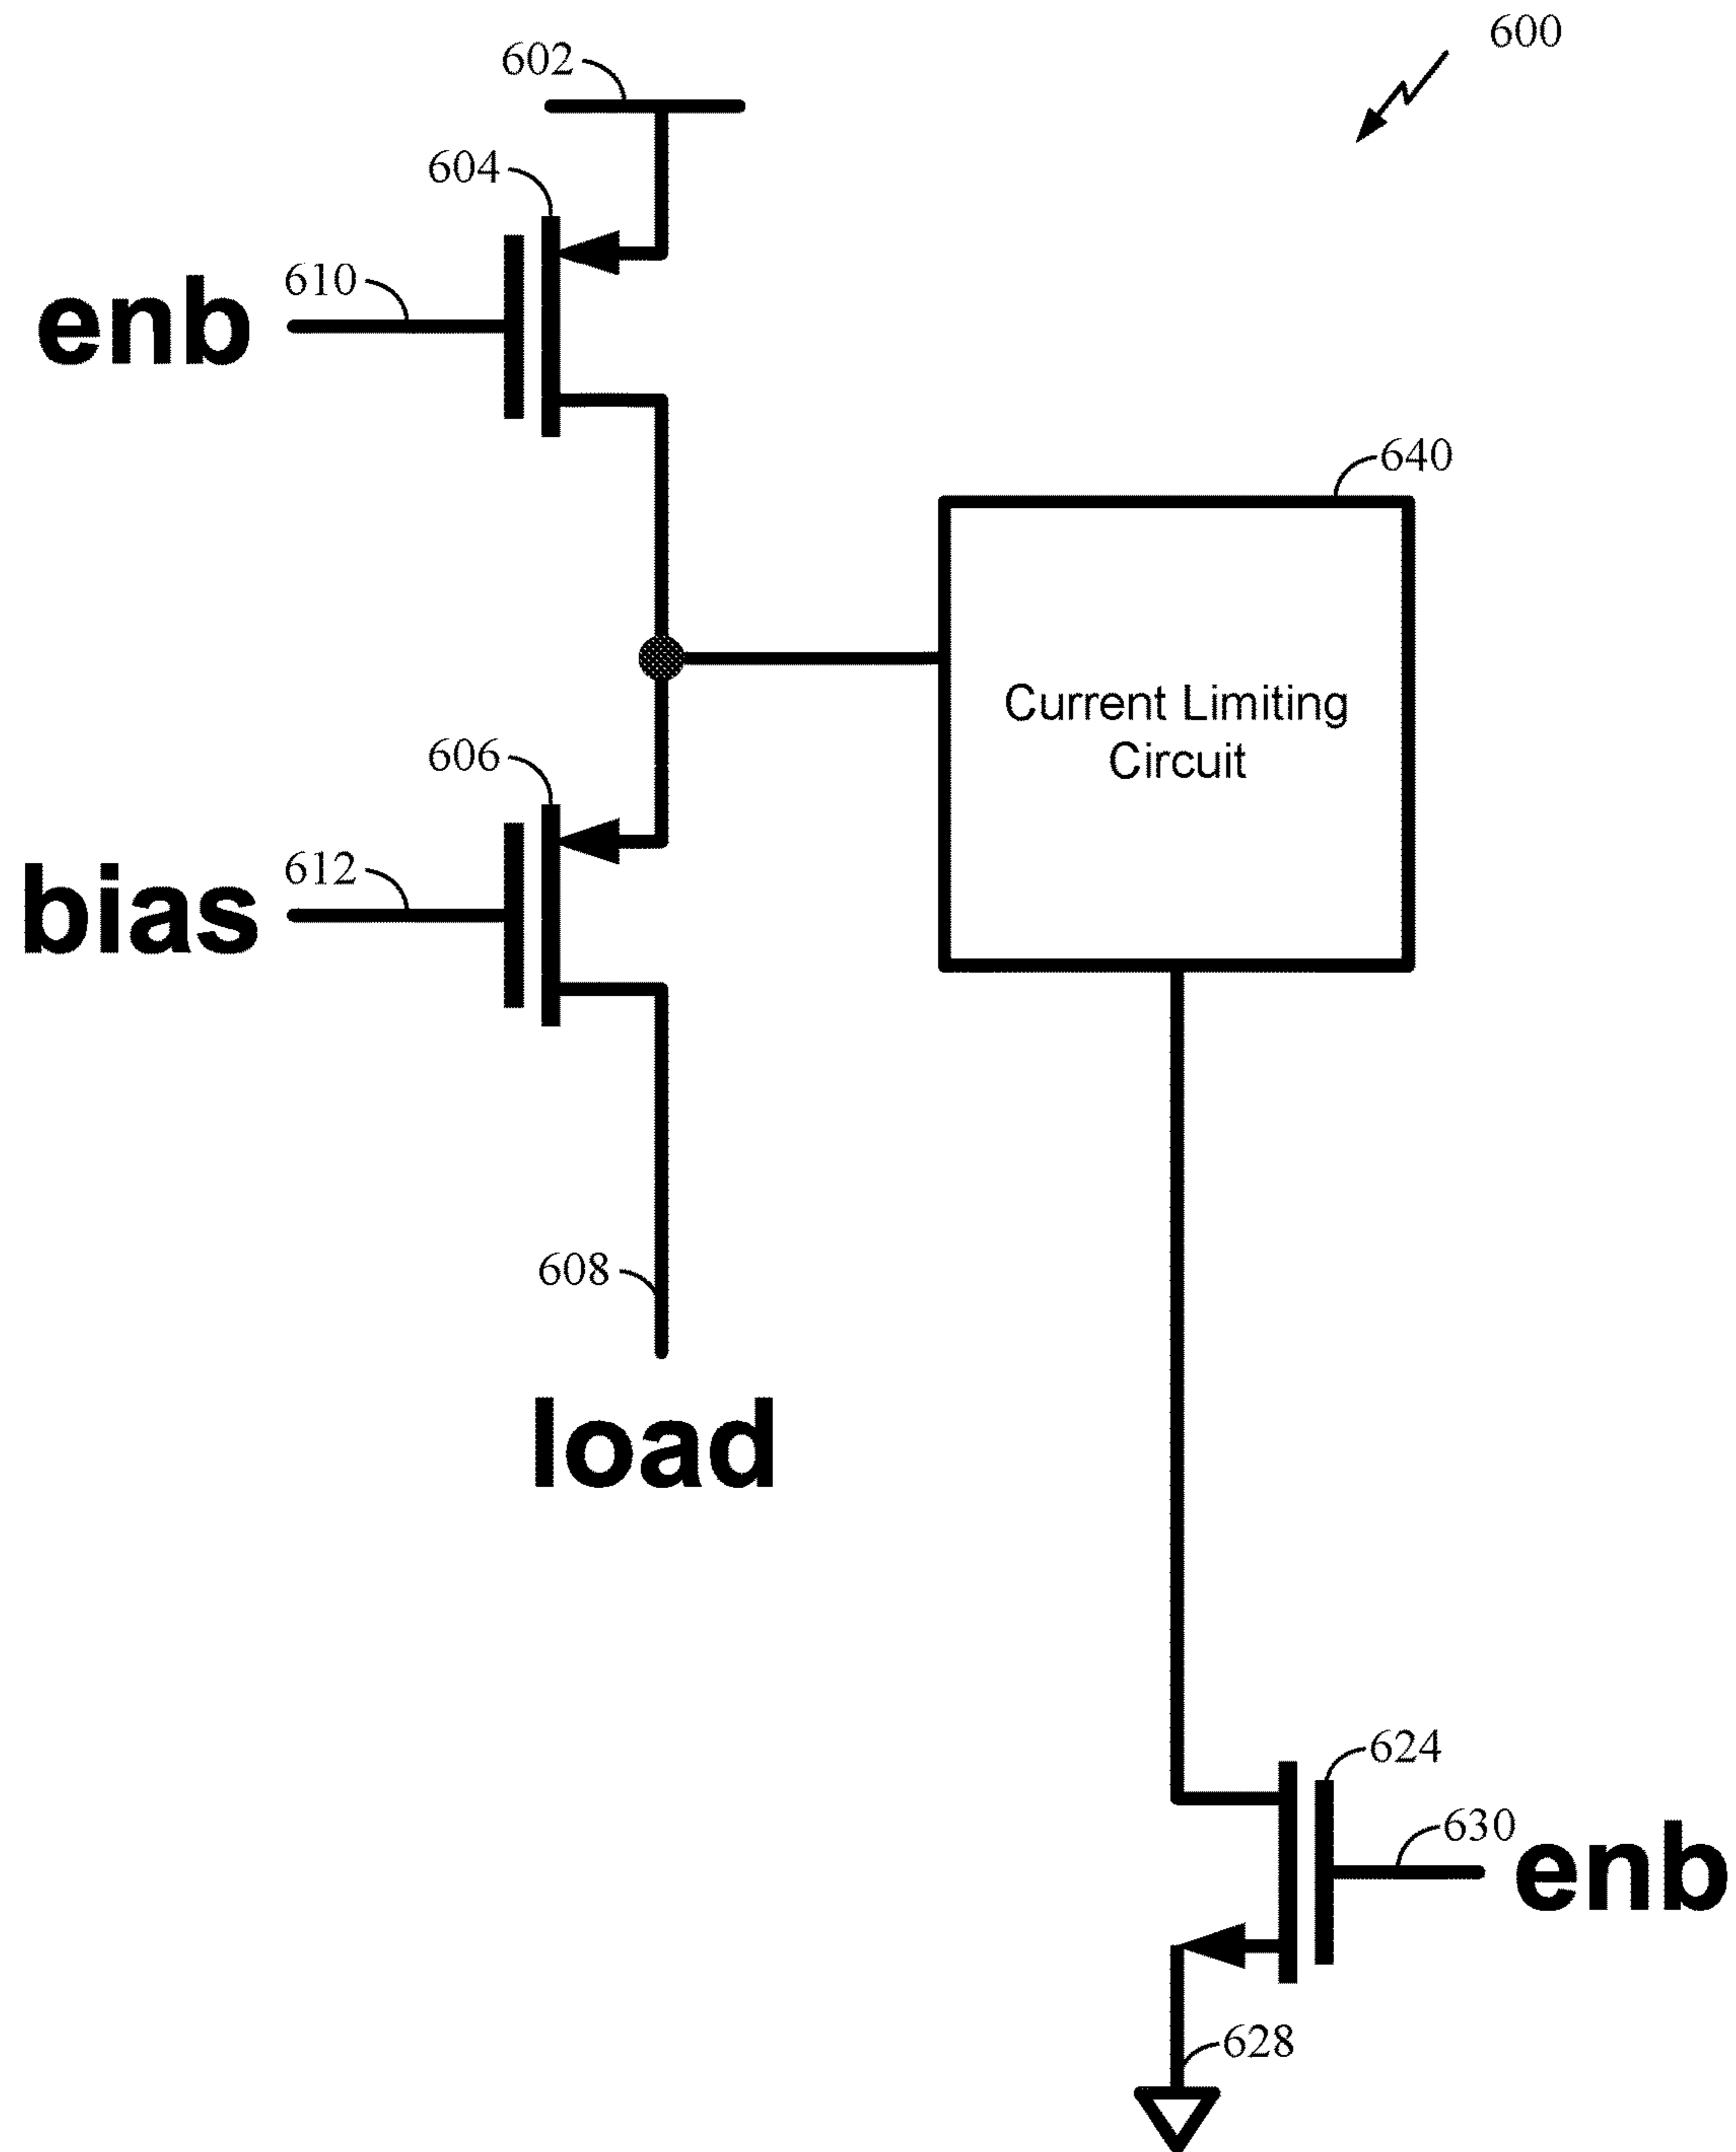 600
602
604
enb
610
640
Current Limiting
Circuit
606
bias
612
608
load
624
630
enb
628